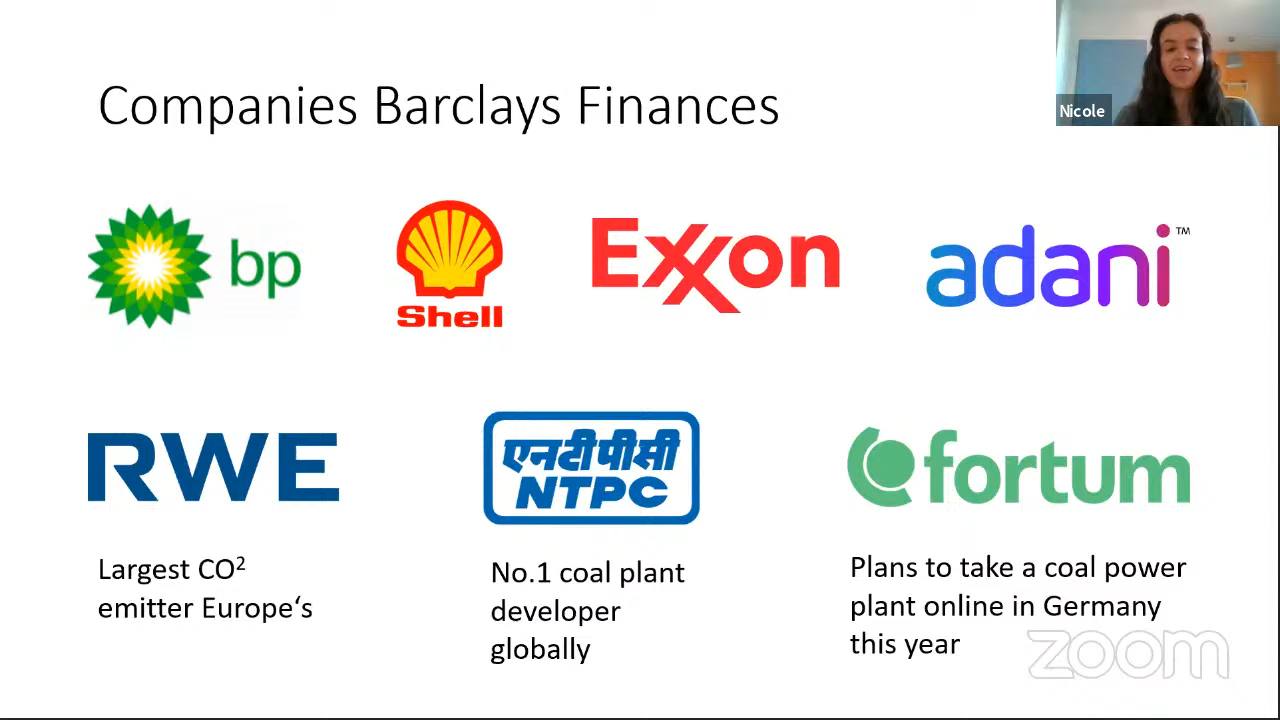 Companies Barclays Finances
Nicole
bp
Shell
Exxon
adani™
RWE
एनटीपीसी
NTPC
fortum
Largest CO²
emitter Europe‘s
No.1 coal plant
developer
globally
Plans to take a coal power
plant online in Germany
this year
zoom